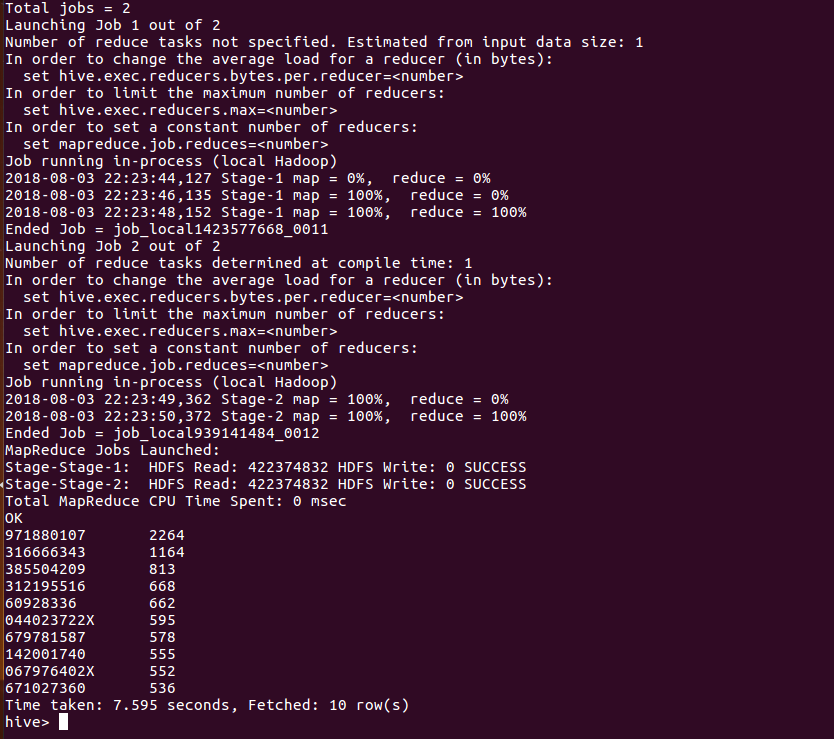 Total jobs = 2
Launching Job 1 out of 2
Number of reduce tasks not specified. Estimated from input data size: 1
In order to change the average load for a reducer (in bytes):
  set hive.exec.reducers.bytes.per.reducer=<number>
In order to limit the maximum number of reducers:
  set hive.exec.reducers.max=<number>
In order to set a constant number of reducers:
  set mapreduce.job.reduces=<number>
Job running in-process (local Hadoop)
2018-08-03 22:23:44,127 Stage-1 map = 0%,  reduce = 0%
2018-08-03 22:23:46,135 Stage-1 map = 100%,  reduce = 0%
2018-08-03 22:23:48,152 Stage-1 map = 100%,  reduce = 100%
Ended Job = job_local1423577668_0011
Launching Job 2 out of 2
Number of reduce tasks determined at compile time: 1
In order to change the average load for a reducer (in bytes):
  set hive.exec.reducers.bytes.per.reducer=<number>
In order to limit the maximum number of reducers:
  set hive.exec.reducers.max=<number>
In order to set a constant number of reducers:
  set mapreduce.job.reduces=<number>
Job running in-process (local Hadoop)
2018-08-03 22:23:49,362 Stage-2 map = 100%,  reduce = 0%
2018-08-03 22:23:50,372 Stage-2 map = 100%,  reduce = 100%
Ended Job = job_local939141484_0012
MapReduce Jobs Launched:
Stage-Stage-1:  HDFS Read: 422374832 HDFS Write: 0 SUCCESS
Stage-Stage-2:  HDFS Read: 422374832 HDFS Write: 0 SUCCESS
Total MapReduce CPU Time Spent: 0 msec
OK
971880107       2264
316666343       1164
385504209       813
312195516       668
60928336        662
044023722X      595
679781587       578
142001740       555
067976402X      552
671027360       536
Time taken: 7.595 seconds, Fetched: 10 row(s)
hive>